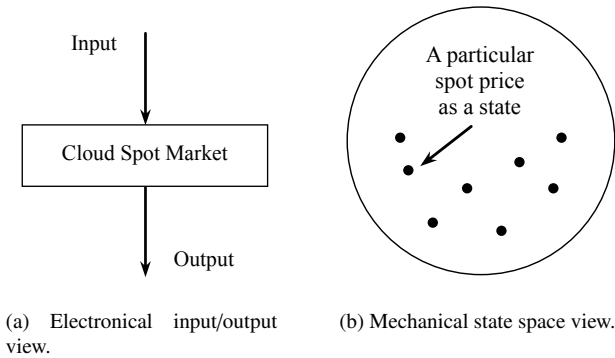 Input
Cloud Spot Market
Output
(a) Electronical input/output
view.
A particular
spot price
as a state
(b) Mechanical state space view.